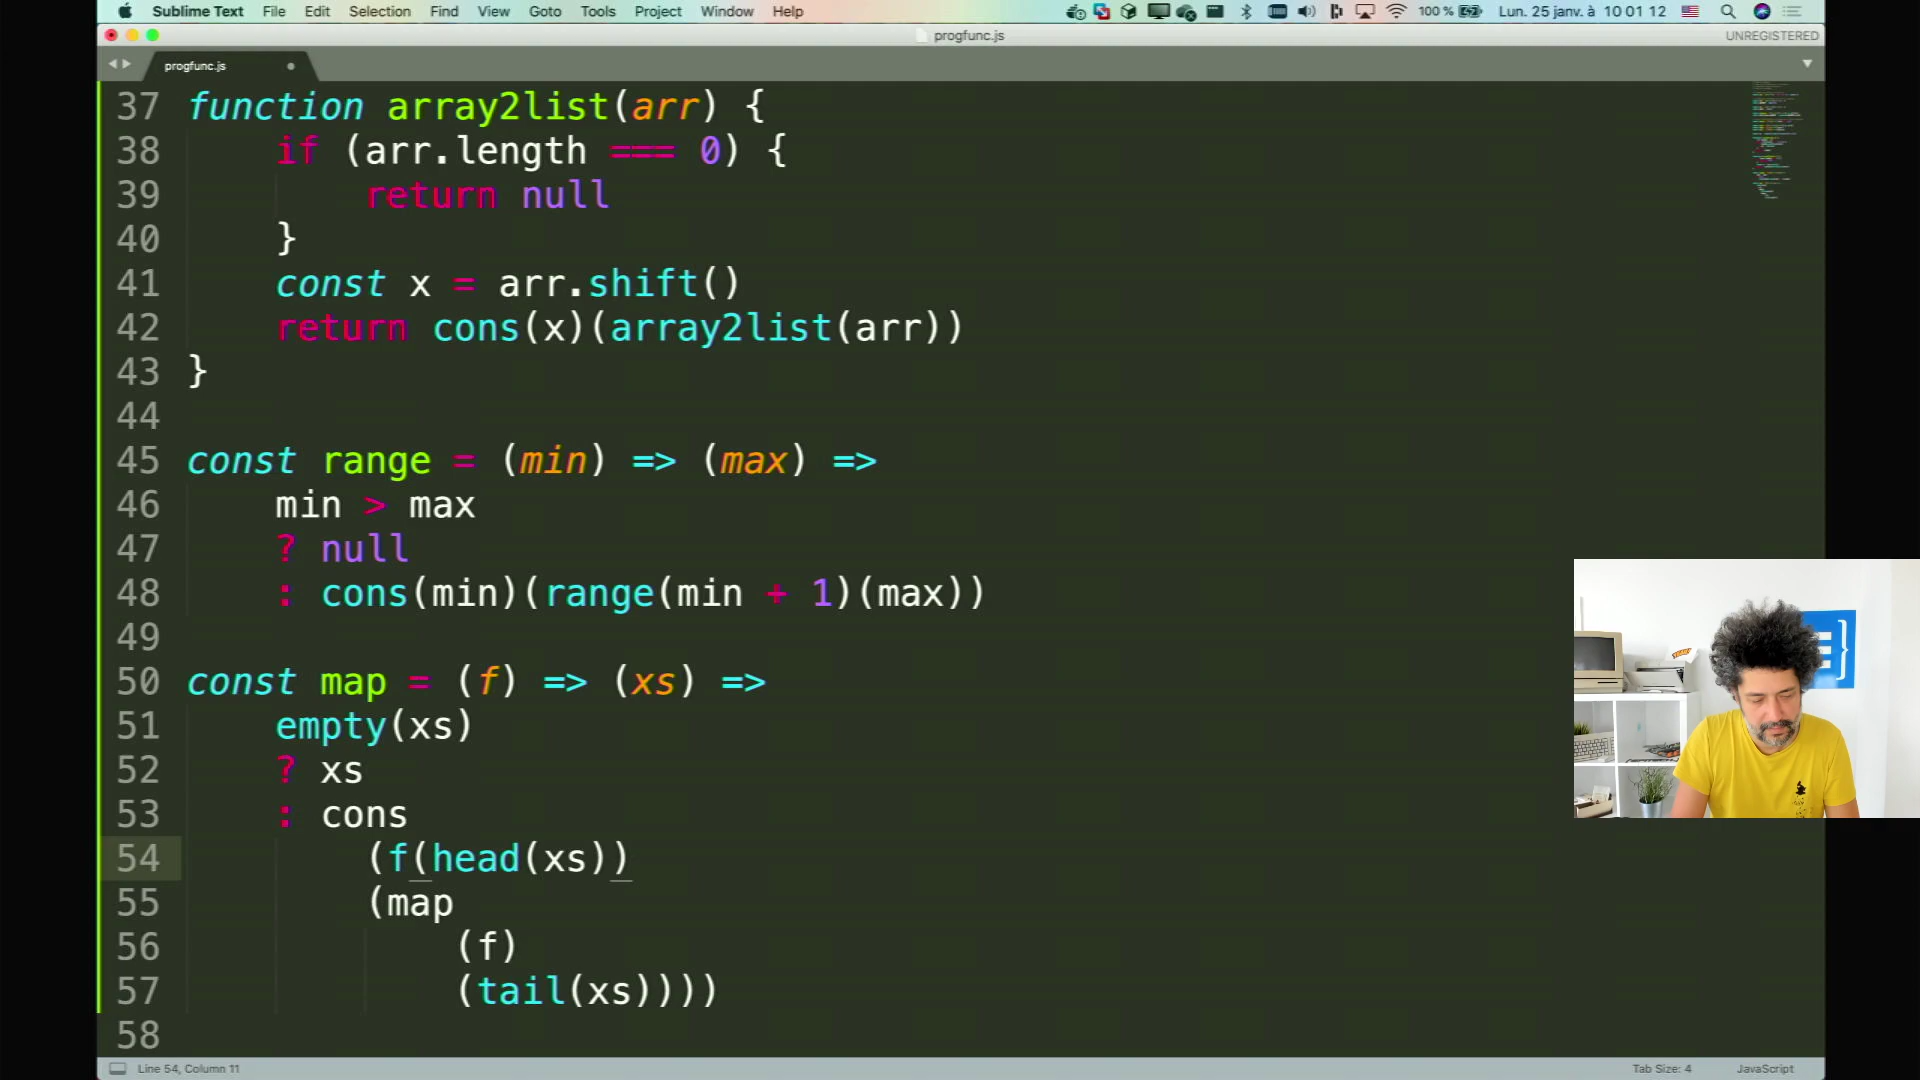 Sublime Text File Edit Selection Find View Goto Tools Project Window Help 100 % Lun. 25 janv. à 10 01 12
progfunc.js UNREGISTERED
progfunc.js
37 function array2list(arr) {
38 if (arr.length === 0) {
39 return null
40 }
41 const x = arr.shift()
42 return cons(x)(array2list(arr))
43 }
44
45 const range = (min) => (max) =>
46 min > max
47 ? null
48 : cons(min)(range(min + 1)(max))
49
50 const map = (f) => (xs) =>
51 empty(xs)
52 ? xs
53 : cons
54 (f(head(xs))
55 (map
56 (f)
57 (tail(xs))))
58
Line 54, Column 11 Tab Size: 4 JavaScript